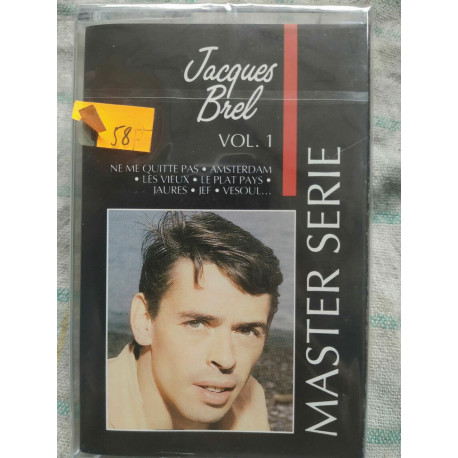 Jacques
Brel
VOL. 1
NE ME QUITTE PAS • AMSTERDAM
• LES VIEUX • LE PLAT PAYS •
JAURES • JEF • VESOUL...
MASTER SERIE
58